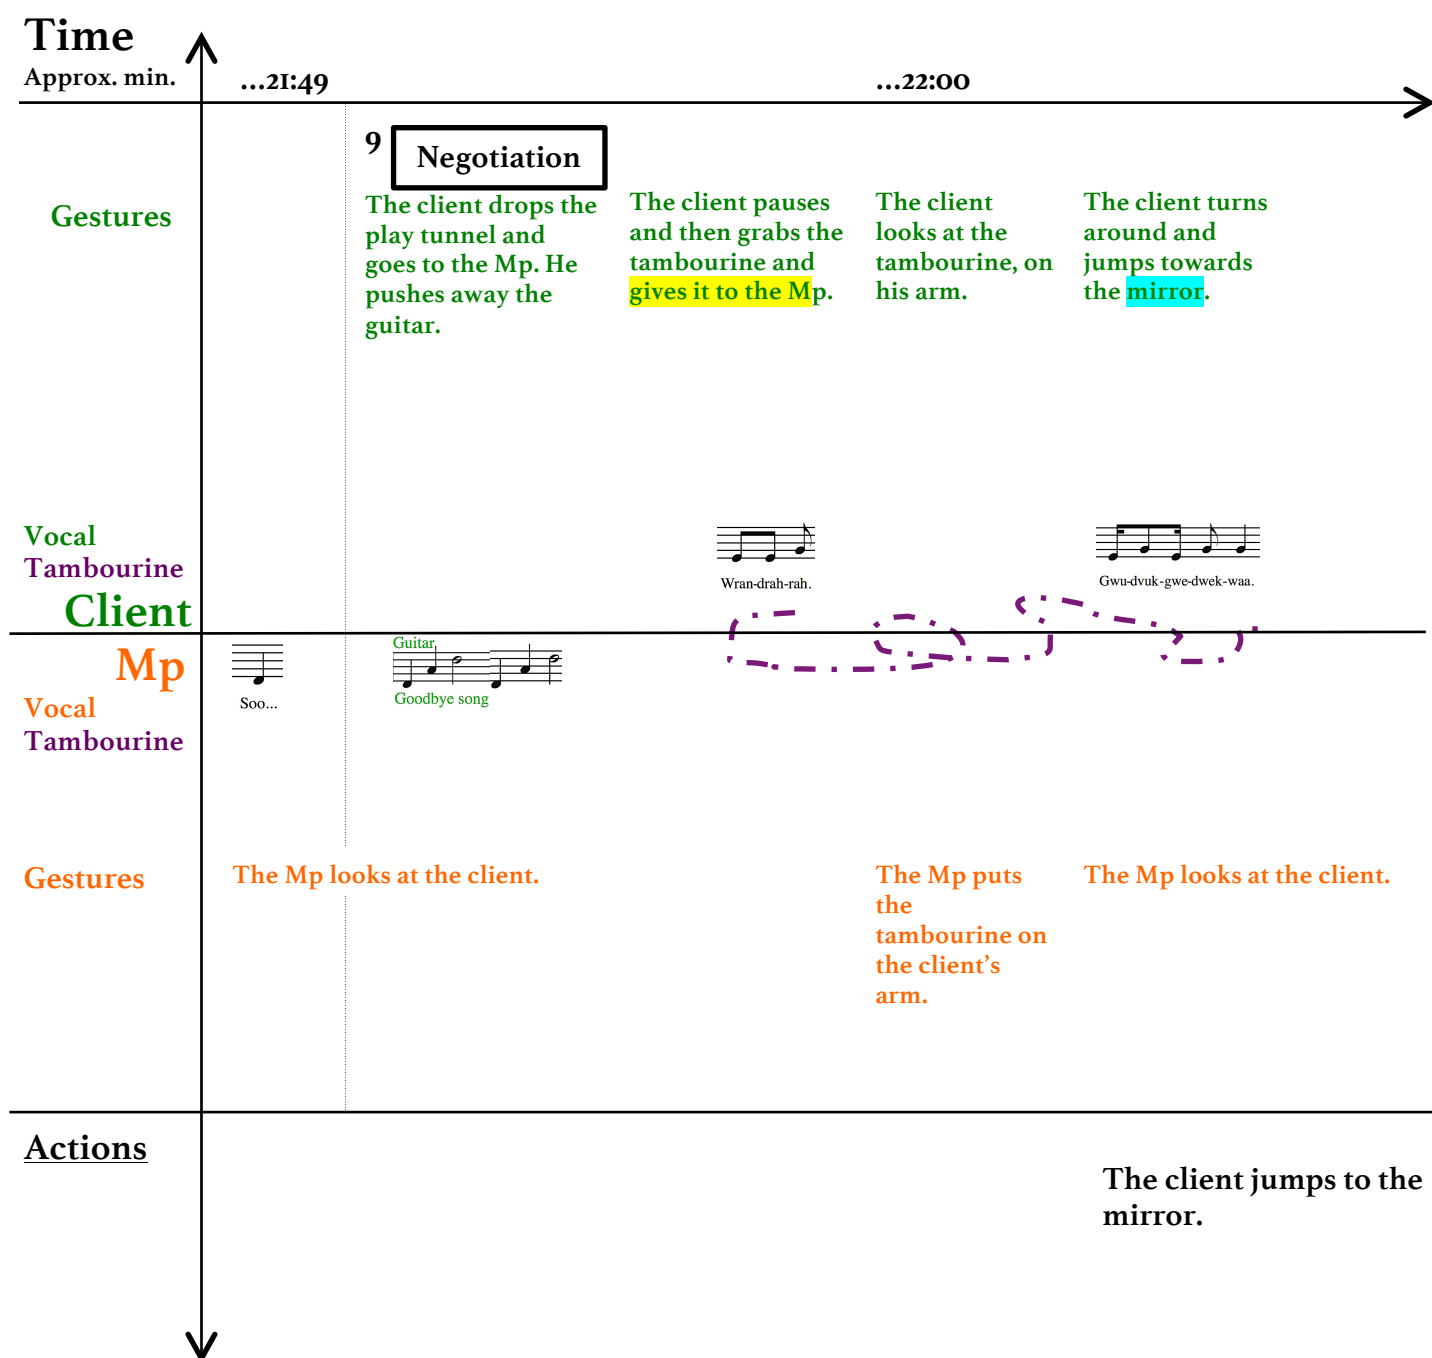 Time
Approx. min.
...21:49
...22:00
9
Negotiation
Gestures
The client drops the
play tunnel and
goes to the Mp. He
pushes away the
guitar.
The client pauses
and then grabs the
tambourine and
gives it to the Mp.
The client
looks at the
tambourine, on
his arm.
The client turns
around and
jumps towards
the mirror.
Vocal
Tambourine
Client
Wran-drah-rah.
Gwu-dvuk-gwe-dwek-waa.
Mp
Vocal
Tambourine
Soo...
Guitar
Goodbye song
Gestures
The Mp looks at the client.
The Mp puts
the
tambourine on
the client's
arm.
The Mp looks at the client.
Actions
The client jumps to the
mirror.